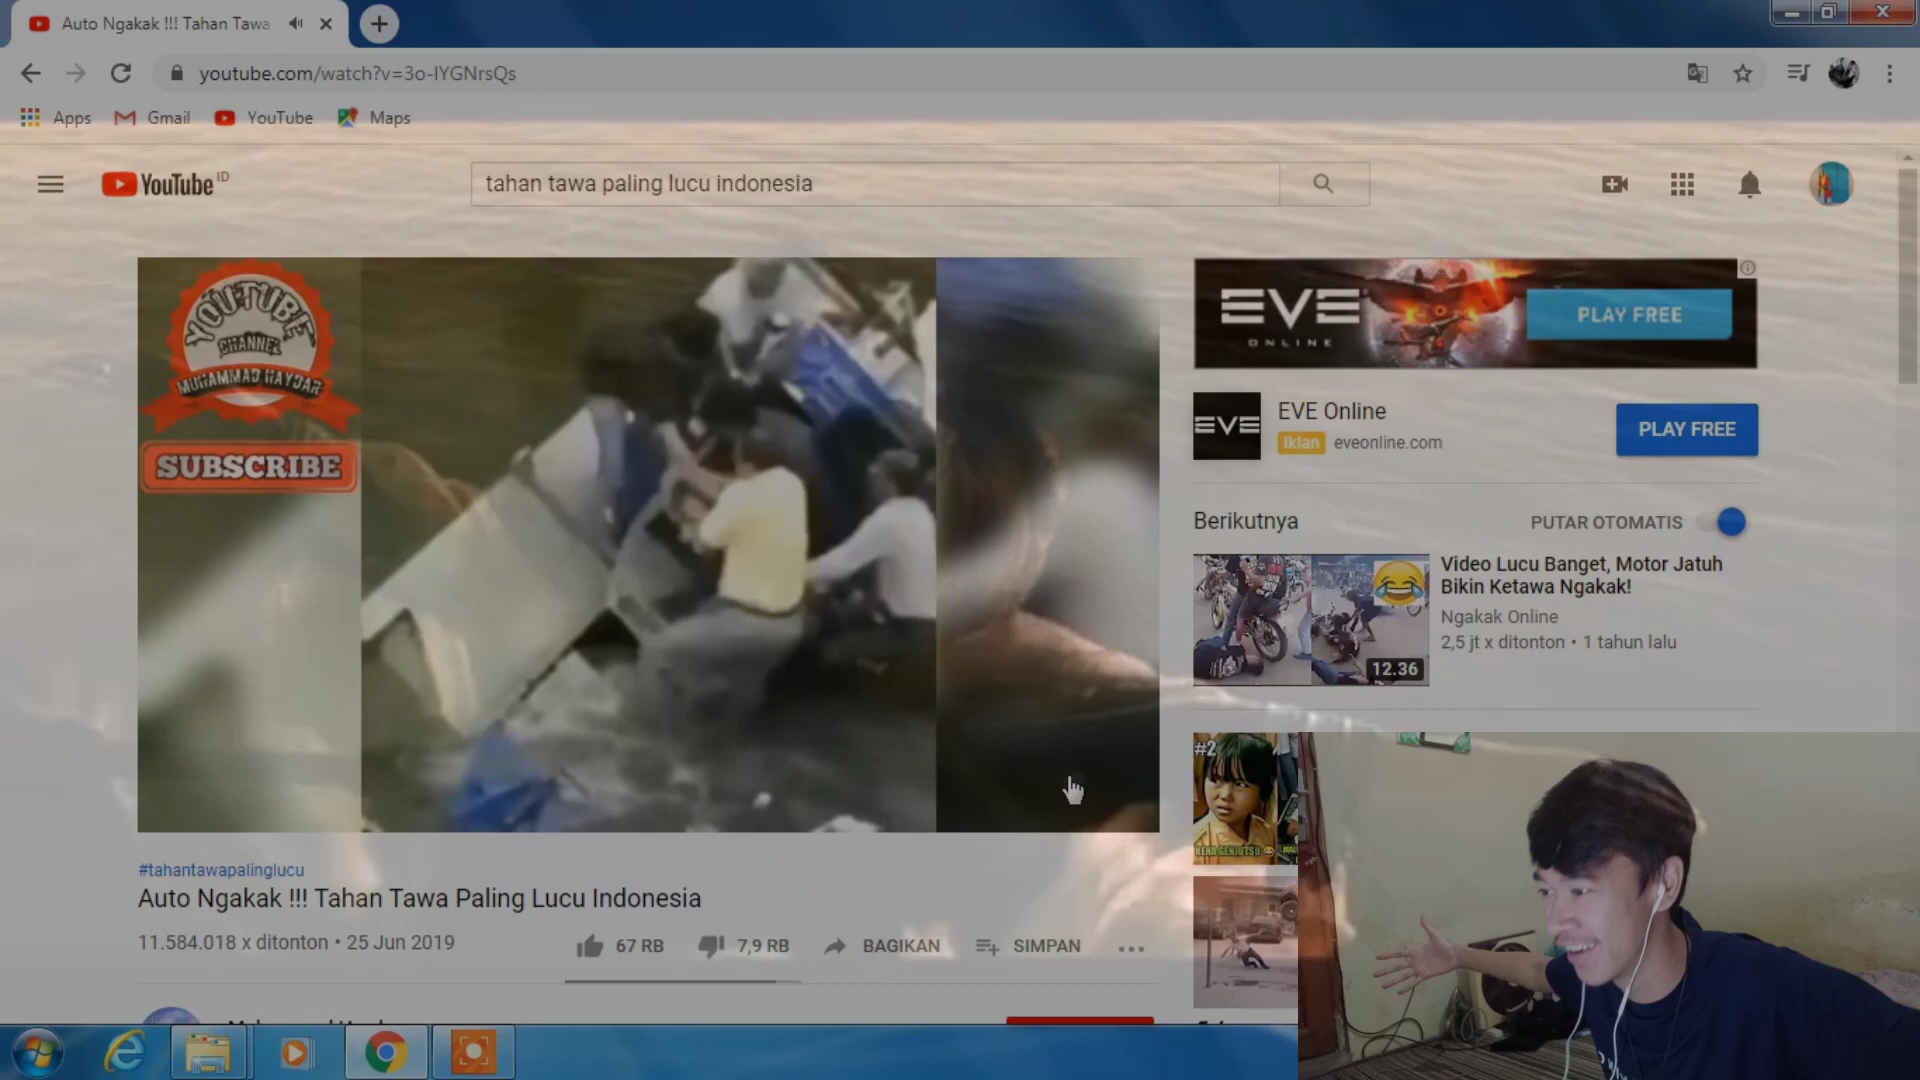 Auto Ngakak !!! Tahan Tawa
youtube.com/watch?v=3o-IYGNrsQs
Apps
Gmail
YouTube
Maps
YouTube ID
tahan tawa paling lucu indonesia
YOUTUBE
CHANNEL
MUHAMMAD HAYDAR
SUBSCRIBE
EVE
ONLINE
PLAY FREE
EVE
EVE Online
Iklan eveonline.com
PLAY FREE
Berikutnya
PUTAR OTOMATIS
12.36
Video Lucu Banget, Motor Jatuh
Bikin Ketawa Ngakak!
Ngakak Online
2,5 jt x ditonton • 1 tahun lalu
#2
KENA GENJUTSU
#tahantawapalinglucu
Auto Ngakak !!! Tahan Tawa Paling Lucu Indonesia
11.584.018 x ditonton • 25 Jun 2019
67 RB
7,9 RB
BAGIKAN
SIMPAN